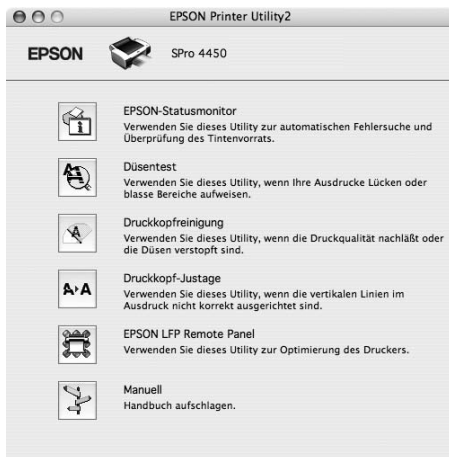 EPSON Printer Utility2
EPSON
SPro 4450
EPSON-Statusmonitor
Verwenden Sie dieses Utility zur automatischen Fehlersuche und
Überprüfung des Tintenvorrats.
Düsentest
Verwenden Sie dieses Utility, wenn Ihre Ausdrucke Lücken oder
blasse Bereiche aufweisen.
Druckkopfreinigung
Verwenden Sie dieses Utility, wenn die Druckqualität nachläßt oder
die Düsen verstopft sind.
A▸A
Druckkopf-Justage
Verwenden Sie dieses Utility, wenn die vertikalen Linien im
Ausdruck nicht korrekt ausgerichtet sind.
EPSON LFP Remote Panel
Verwenden Sie dieses Utility zur Optimierung des Druckers.
Manuell
Handbuch aufschlagen.